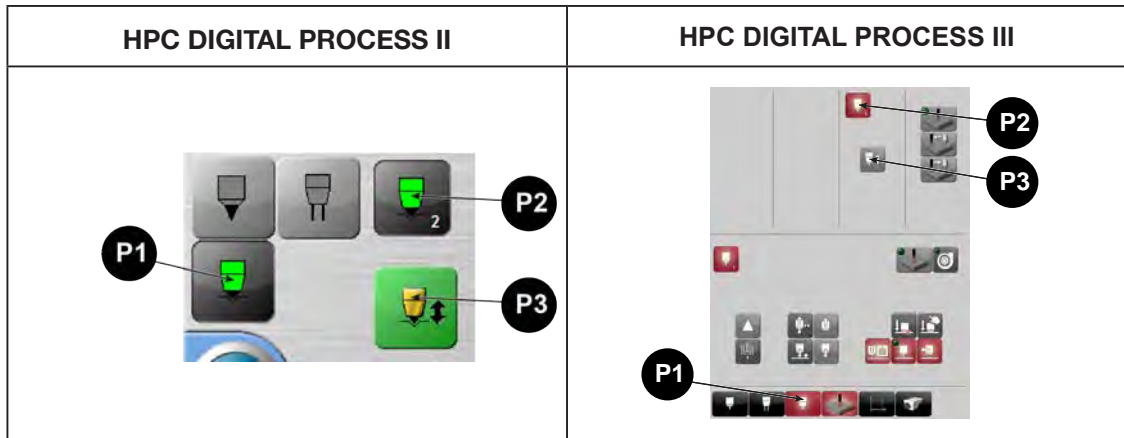 HPC DIGITAL PROCESS II
HPC DIGITAL PROCESS III
P1
P2
2
P3
P2
P3
P1